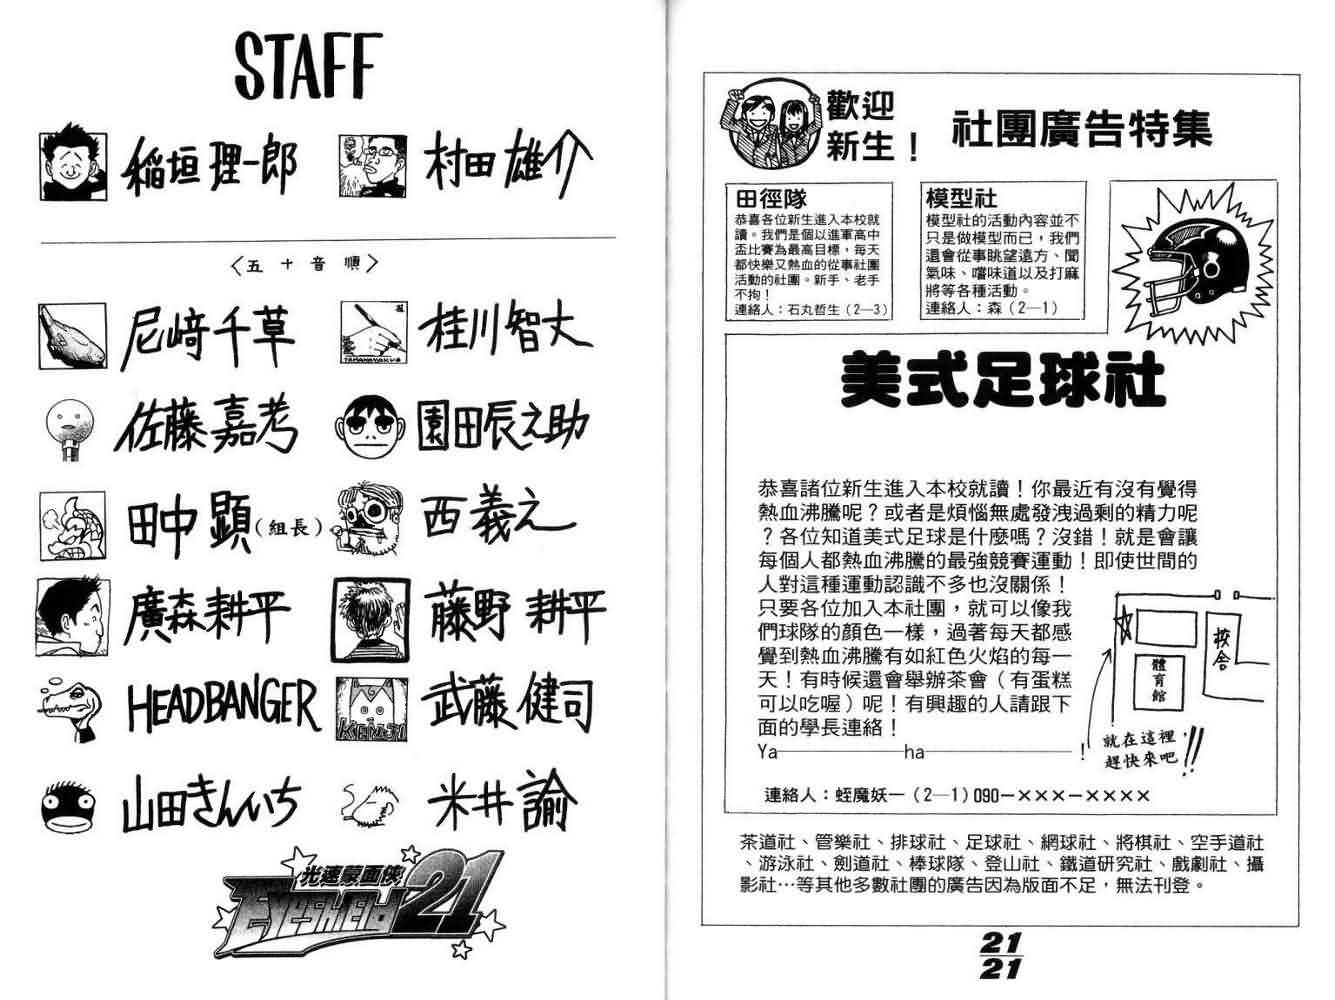 STAFF
稲垣理一郎
村田雄介
〈五十音順〉
尼﨑千草
桂川智丈
TAMANAYAKUB
佐藤嘉考
園田辰之助
田中顕(組長)
西義之
廣森耕平
藤野耕平
HEADBANGER
武藤健司
KENJI
山田きんいち
米井諭
光速蒙面俠
EYESHIELD 21
歡迎
新生！
社團廣告特集
田徑隊
恭喜各位新生進入本校就
讀。我們是個以進軍高中
盃比賽為最高目標，每天
都快樂又熱血的從事社團
活動的社團。新手、老手
不拘！
連絡人：石丸哲生(2—3)
模型社
模型社的活動內容並不
只是做模型而已，我們
還會從事眺望遠方、聞
氣味、嚐味道以及打麻
將等各種活動。
連絡人：森(2—1)
美式足球社
恭喜諸位新生進入本校就讀！你最近有沒有覺得
熱血沸騰呢？或者是煩惱無處發洩過剩的精力呢
？各位知道美式足球是什麼嗎？沒錯！就是會讓
每個人都熱血沸騰的最強競賽運動！即使世間的
人對這種運動認識不多也沒關係！
只要各位加入本社團，就可以像我
們球隊的顏色一樣，過著每天都感
覺到熱血沸騰有如紅色火焰的每一
天！有時候還會舉辦茶會（有蛋糕
可以吃喔）呢！有興趣的人請跟下
面的學長連絡！
Ya————————ha————————！
校舍
體育館
就在這裡，
趕快來吧!!
連絡人：蛭魔妖一(2—1)090－×××－××××
茶道社、管樂社、排球社、足球社、網球社、將棋社、空手道社
、游泳社、劍道社、棒球隊、登山社、鐵道研究社、戲劇社、攝
影社…等其他多數社團的廣告因為版面不足，無法刊登。
21
21